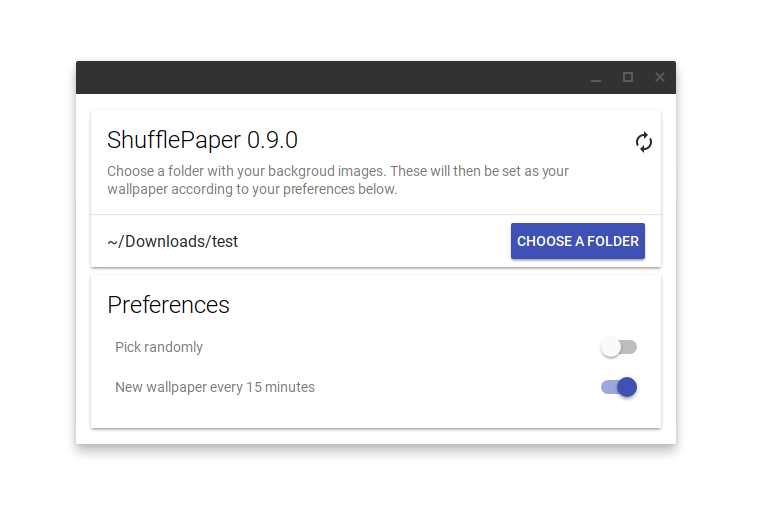 ShufflePaper 0.9.0
Choose a folder with your backgroud images. These will then be set as your
wallpaper according to your preferences below.
~/Downloads/test
CHOOSE A FOLDER
Preferences
Pick randomly
New wallpaper every 15 minutes